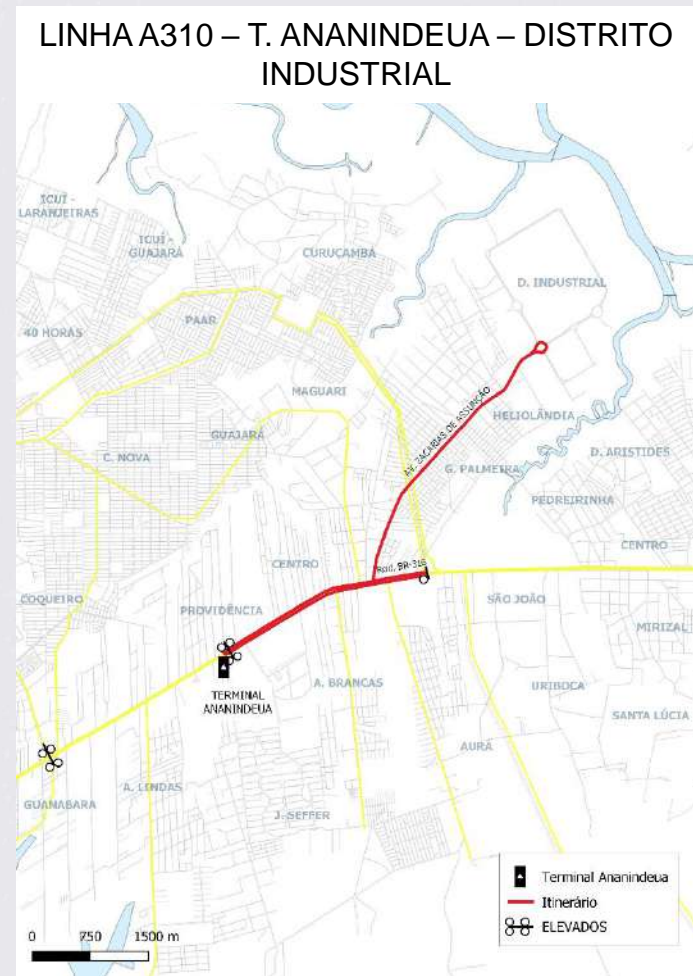 LINHA A310 – T. ANANINDEUA – DISTRITO
INDUSTRIAL
ICUÍ -
LARANJEIRAS
ICUÍ -
GUAJARÁ
CURUÇAMBÁ
D. INDUSTRIAL
40 HORAS
PAAR
MAGUARI
AV. ZACARIAS DE ASSUNÇÃO
HELIOLÂNDIA
GUAJARÁ
C. NOVA
G. PALMEIRA
D. ARISTIDES
PEDREIRINHA
CENTRO
CENTRO
Rod. BR-316
COQUEIRO
PROVIDÊNCIA
SÃO JOÃO
MIRIZAL
TERMINAL
ANANINDEUA
A. BRANCAS
URIBOCA
SANTA LÚCIA
AURÁ
A. LINDAS
GUANABARA
J. SEFFER
Terminal Ananindeua
Itinerário
ELEVADOS
0 750 1500 m